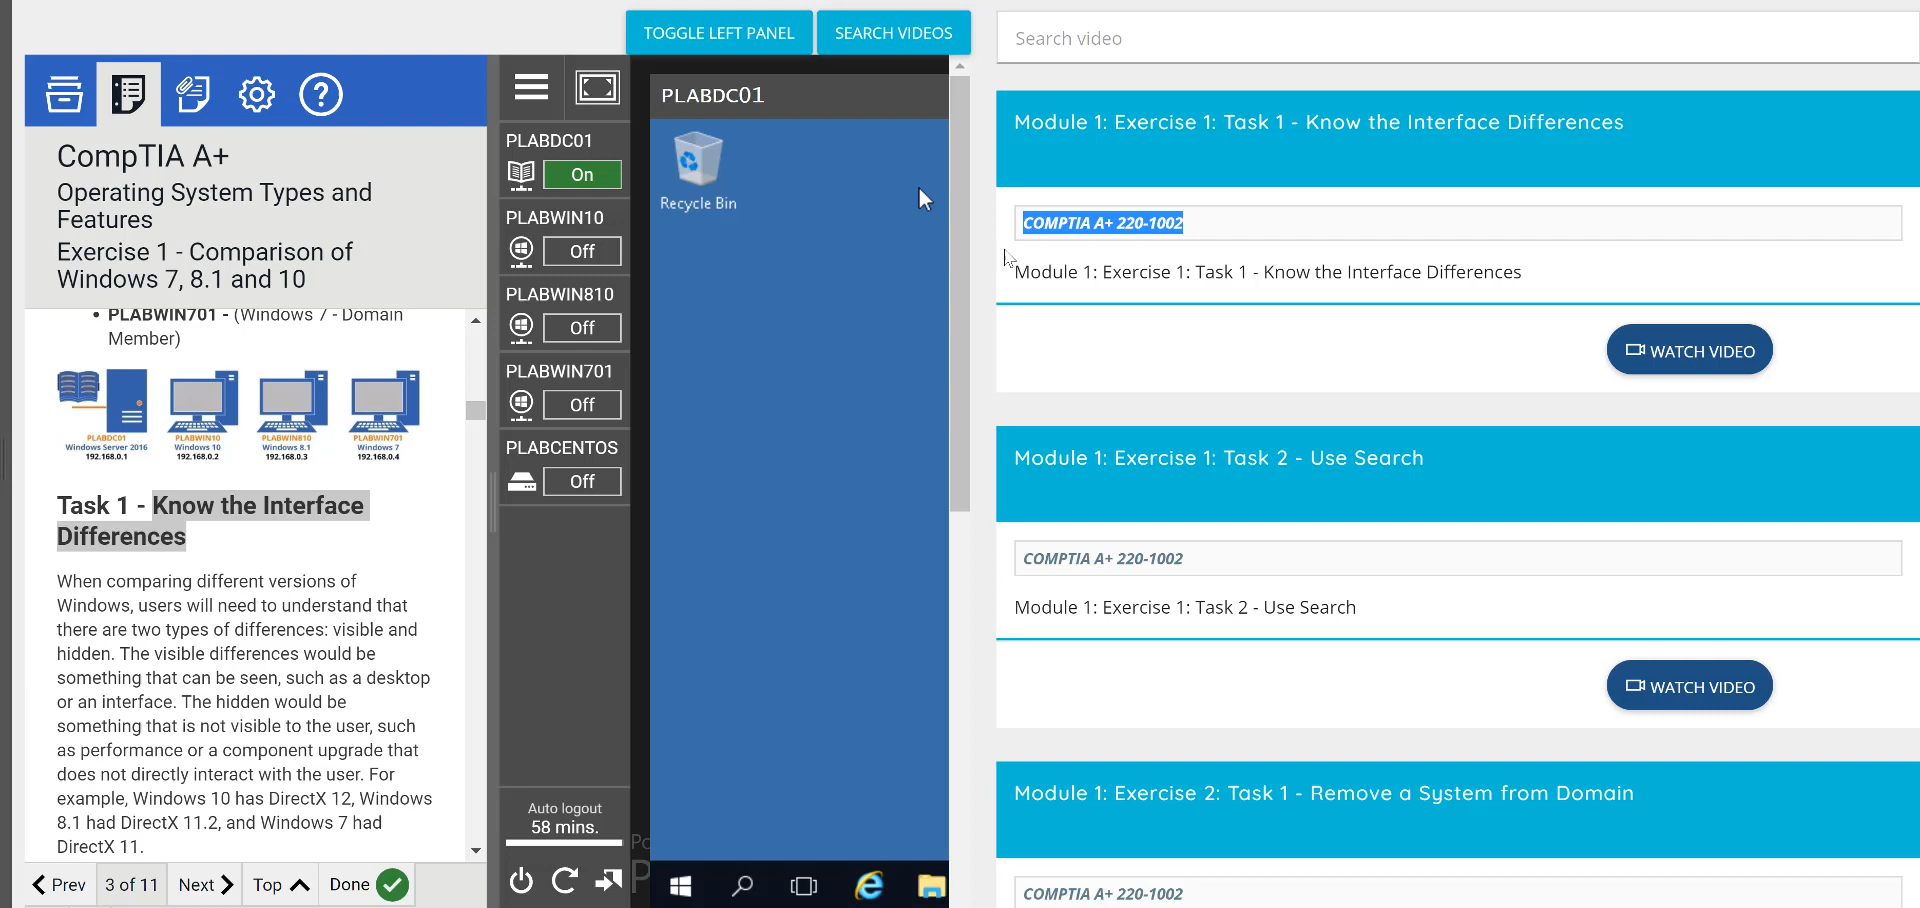 TOGGLE LEFT PANEL
SEARCH VIDEOS
Search video
CompTIA A+
Operating System Types and
Features
Exercise 1 - Comparison of
Windows 7, 8.1 and 10
• PLABWIN701 - (Windows 7 - Domain
Member)
PLABDC01
Windows Server 2016
192.168.0.1
PLABWIN10
Windows 10
192.168.0.2
PLABWIN810
Windows 8.1
192.168.0.3
PLABWIN701
Windows 7
192.168.0.4
Task 1 - Know the Interface
Differences
When comparing different versions of
Windows, users will need to understand that
there are two types of differences: visible and
hidden. The visible differences would be
something that can be seen, such as a desktop
or an interface. The hidden would be
something that is not visible to the user, such
as performance or a component upgrade that
does not directly interact with the user. For
example, Windows 10 has DirectX 12, Windows
8.1 had DirectX 11.2, and Windows 7 had
DirectX 11.
Prev
3 of 11
Next
Top
Done
PLABDC01
On
PLABWIN10
Off
PLABWIN810
Off
PLABWIN701
Off
PLABCENTOS
Off
Auto logout
58 mins.
PLABDC01
Recycle Bin
Module 1: Exercise 1: Task 1 - Know the Interface Differences
COMPTIA A+ 220-1002
Module 1: Exercise 1: Task 1 - Know the Interface Differences
WATCH VIDEO
Module 1: Exercise 1: Task 2 - Use Search
COMPTIA A+ 220-1002
Module 1: Exercise 1: Task 2 - Use Search
WATCH VIDEO
Module 1: Exercise 2: Task 1 - Remove a System from Domain
COMPTIA A+ 220-1002